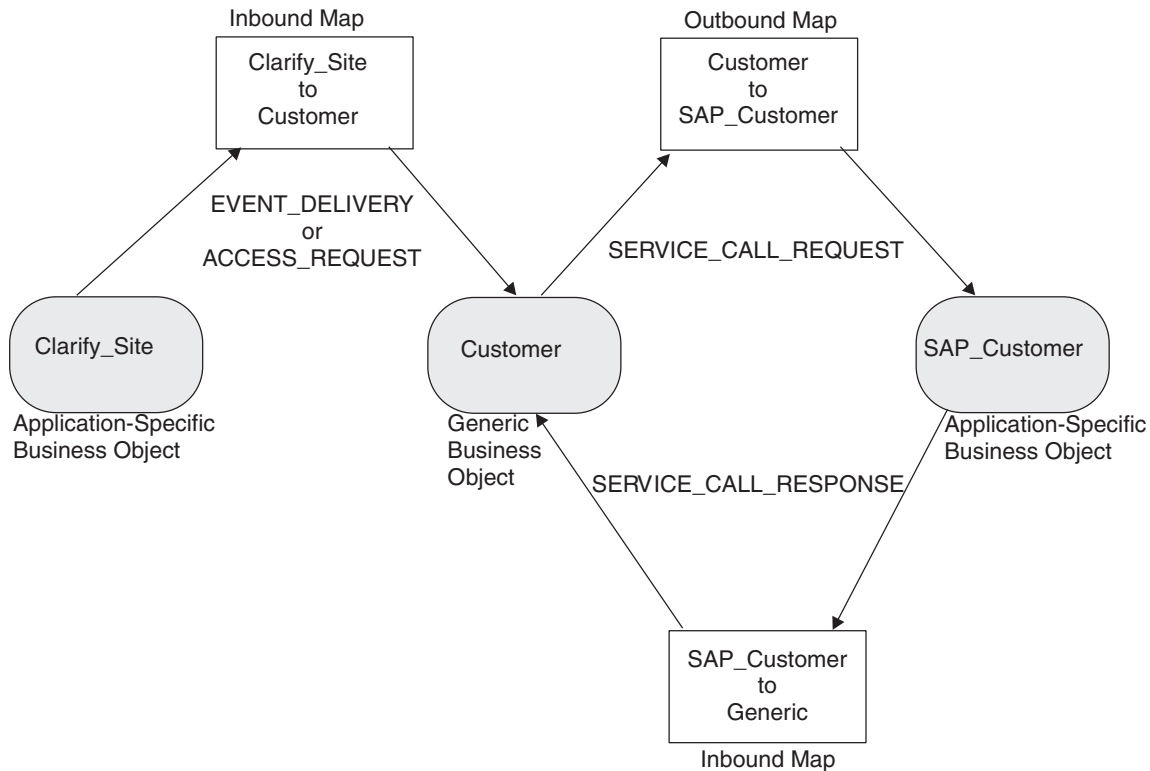 Inbound Map
Clarify_Site
to
Customer
Outbound Map
Customer
to
SAP_Customer
EVENT_DELIVERY
or
ACCESS_REQUEST
SERVICE_CALL_REQUEST
Clarify_Site
Application-Specific
Business Object
Customer
Generic
Business
Object
SAP_Customer
Application-Specific
Business Object
SERVICE_CALL_RESPONSE
SAP_Customer
to
Generic
Inbound Map